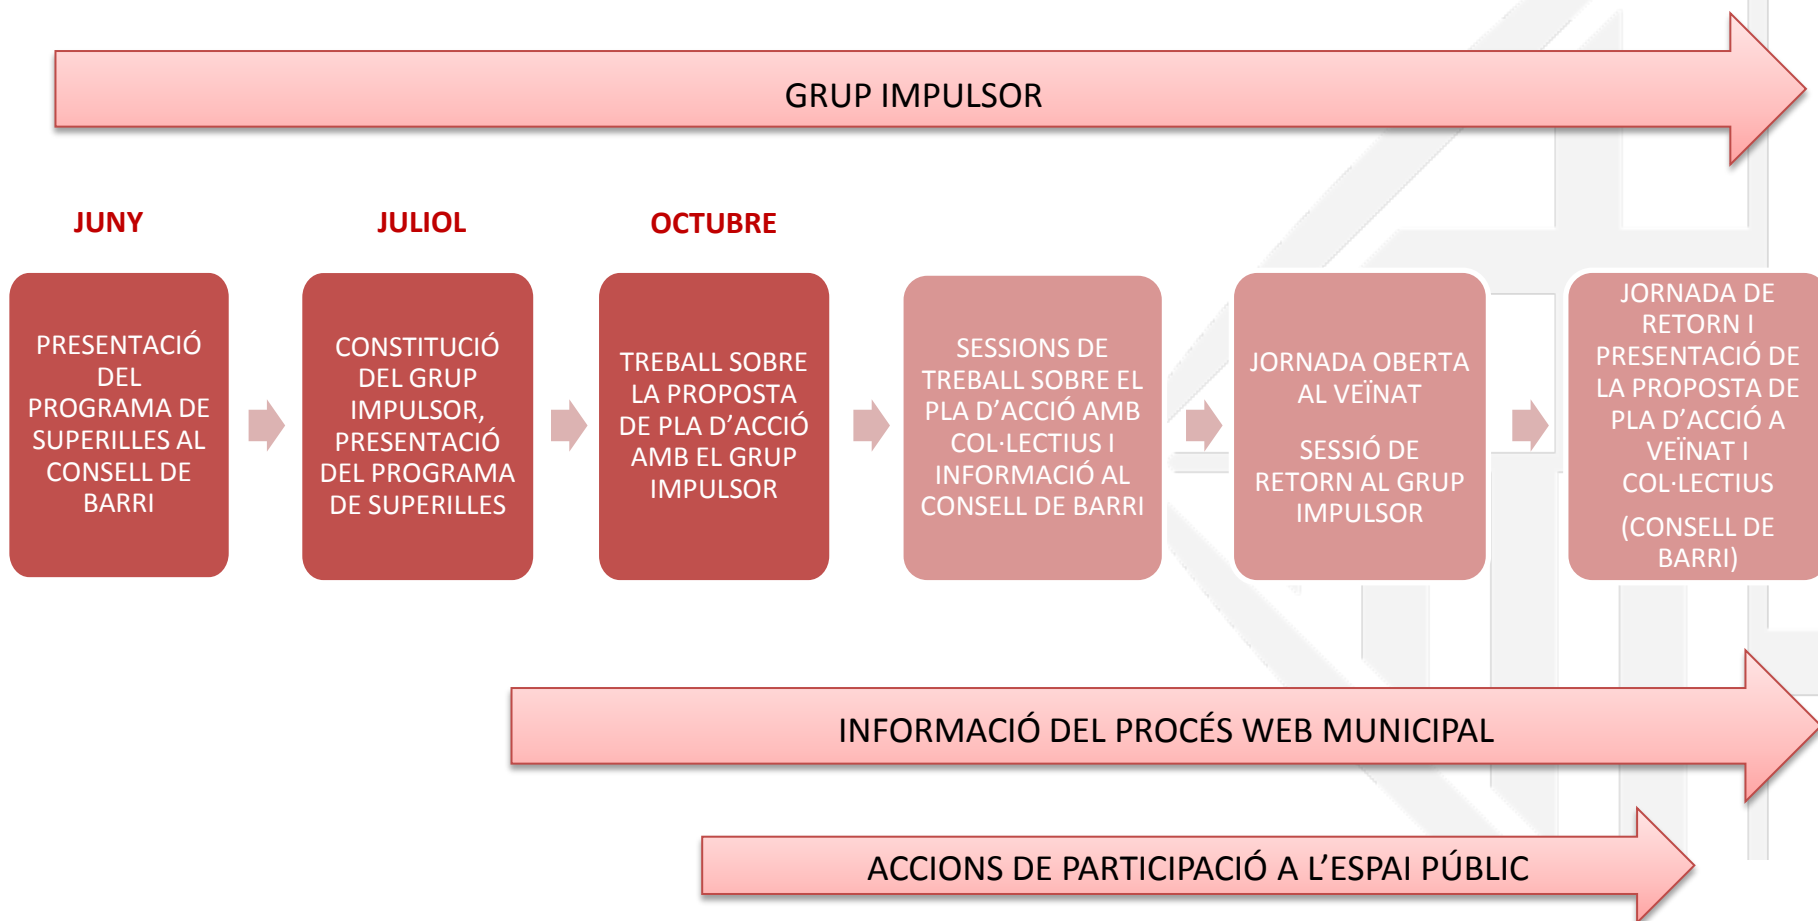 GRUP IMPULSOR
JUNY
JULIOL
OCTUBRE
PRESENTACIÓ
DEL
PROGRAMA DE
SUPERILLES AL
CONSELL DE
BARRI
CONSTITUCIÓ
DEL GRUP
IMPULSOR,
PRESENTACIÓ
DEL PROGRAMA
DE SUPERILLES
TREBALL SOBRE
LA PROPOSTA
DE PLA D’ACCIÓ
AMB EL GRUP
IMPULSOR
SESSIONS DE
TREBALL SOBRE EL
PLA D’ACCIÓ AMB
COL·LECTIUS I
INFORMACIÓ AL
CONSELL DE BARRI
JORNADA OBERTA
AL VEÏNAT
SESSIÓ DE
RETORN AL GRUP
IMPULSOR
JORNADA DE
RETORN I
PRESENTACIÓ DE
LA PROPOSTA DE
PLA D’ACCIÓ A
VEÏNAT I
COL·LECTIUS
(CONSELL DE
BARRI)
INFORMACIÓ DEL PROCÉS WEB MUNICIPAL
ACCIONS DE PARTICIPACIÓ A L’ESPAI PÚBLIC